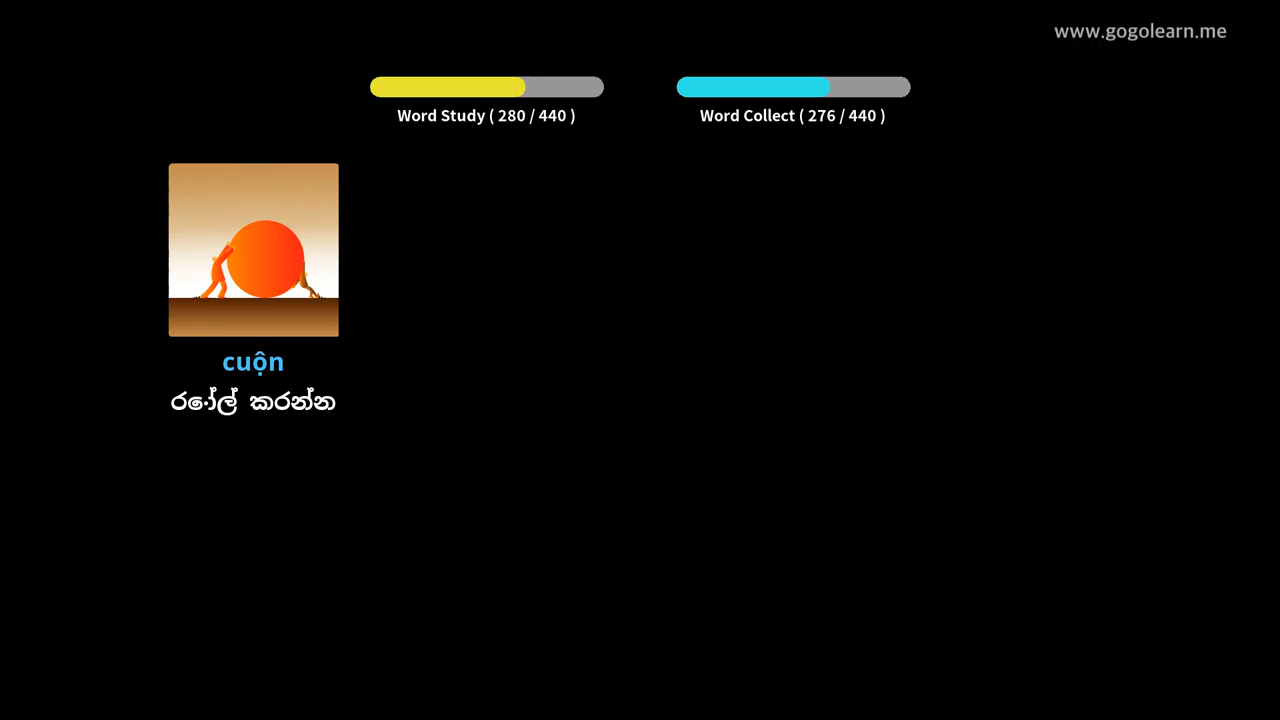 www.gogolearn.me
Word Study ( 280 / 440 )
Word Collect ( 276 / 440 )
cuộn
රෝල් කරන්න